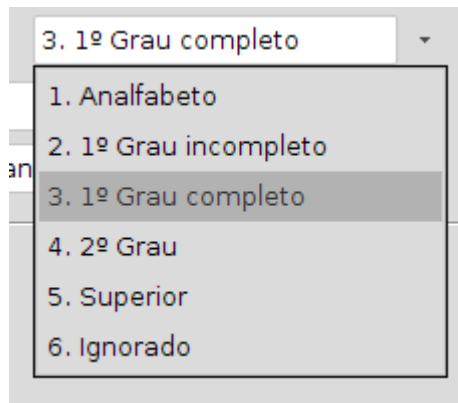 3. 1º Grau completo
1. Analfabeto
2. 1º Grau incompleto
an
3. 1º Grau completo
4. 2º Grau
5. Superior
6. Ignorado